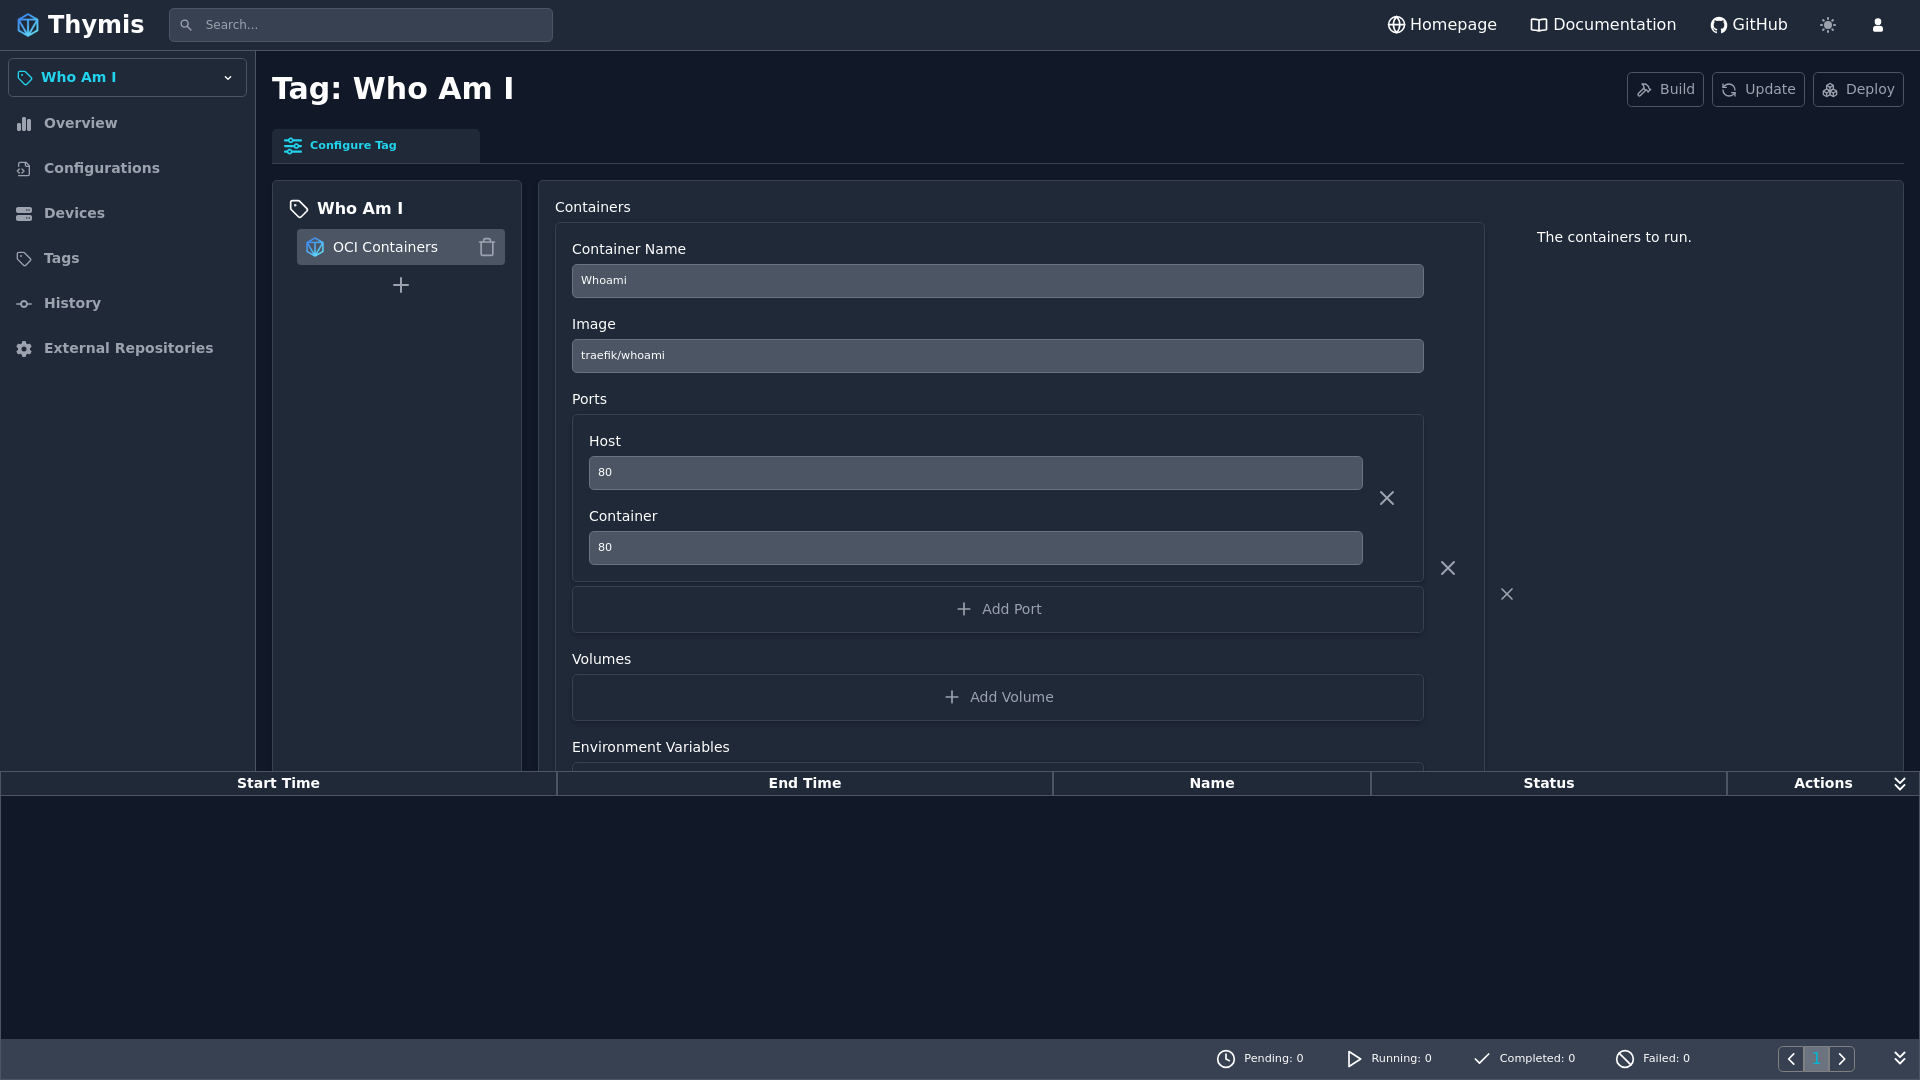 Thymis
Search...
Homepage
Documentation
GitHub
Who Am I
Overview
Configurations
Devices
Tags
History
External Repositories
Tag: Who Am I
Build
Update
Deploy
Configure Tag
Who Am I
OCI Containers
Containers
Container Name
Whoami
Image
traefik/whoami
Ports
Host
80
Container
80
Add Port
Volumes
Add Volume
Environment Variables
The containers to run.
Start Time End Time Name Status Actions
Pending: 0 Running: 0 Completed: 0 Failed: 0 1